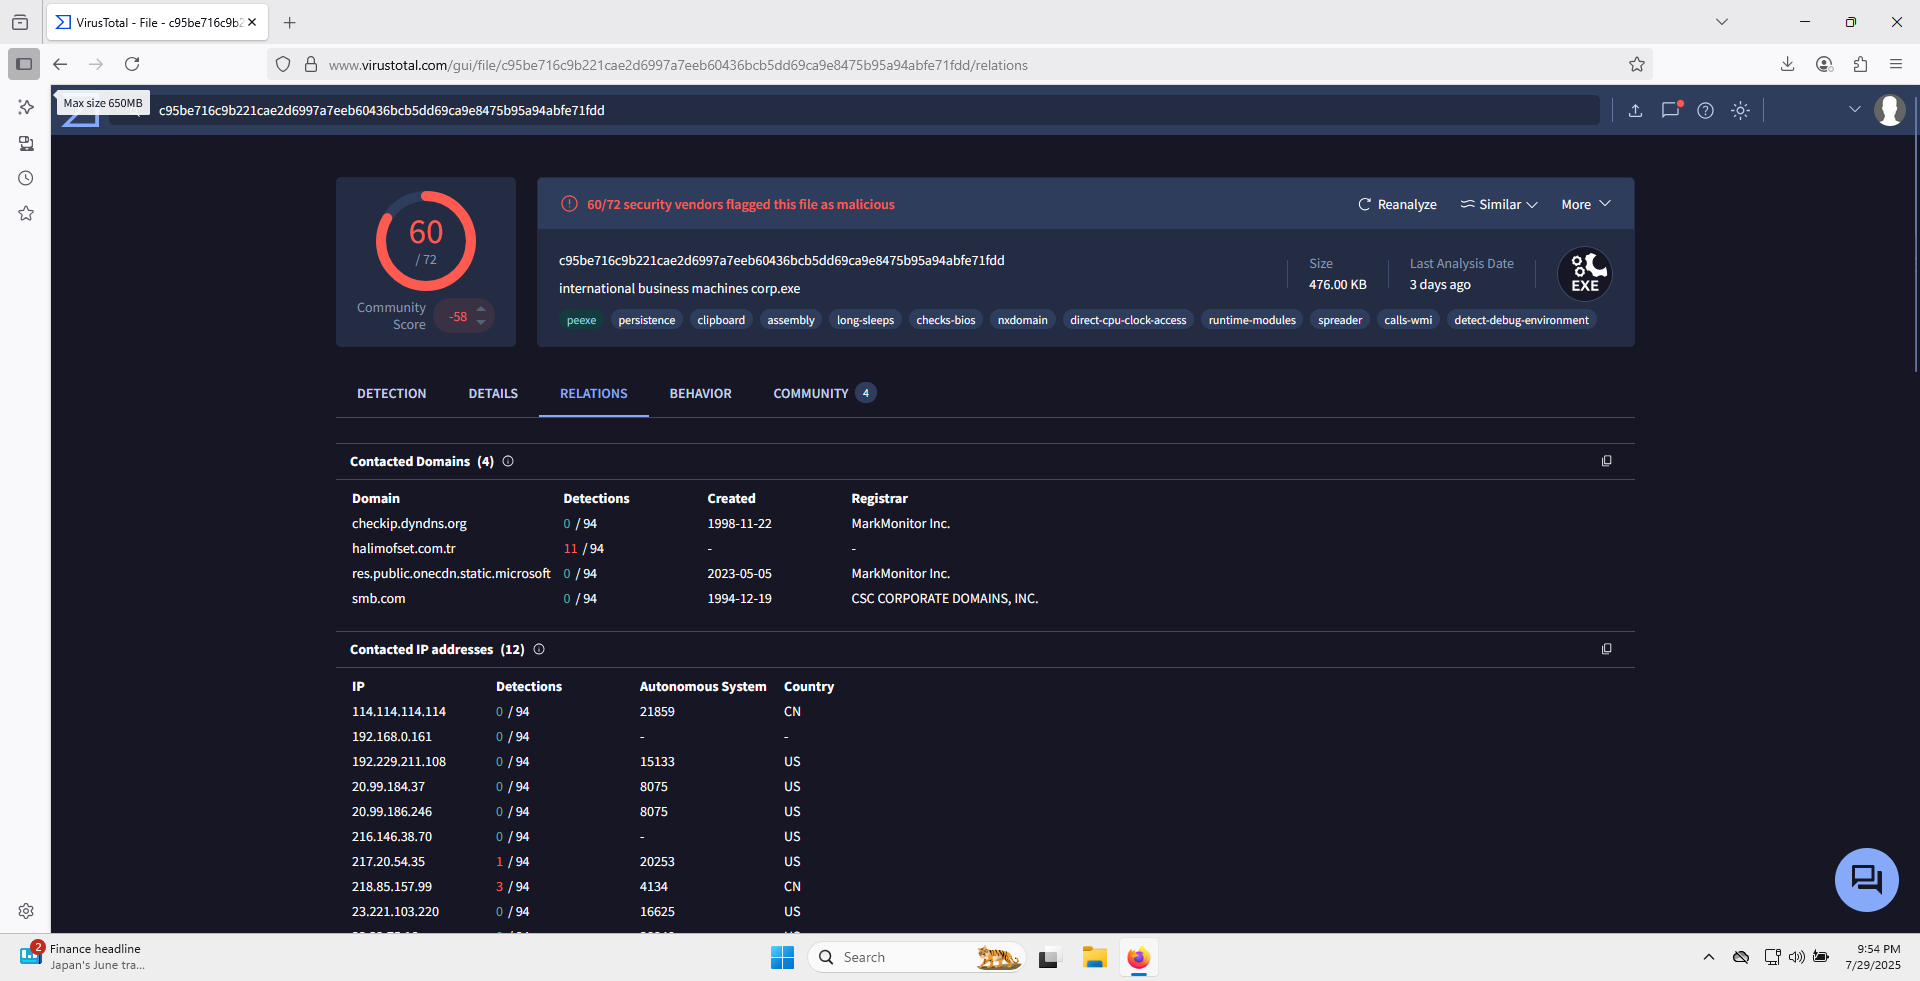 VirusTotal - File - c95be716c9b2
www.virustotal.com/gui/file/c95be716c9b221cae2d6997a7eeb60436bcb5dd69ca9e8475b95a94abfe71fdd/relations
Max size 650MB
c95be716c9b221cae2d6997a7eeb60436bcb5dd69ca9e8475b95a94abfe71fdd
60
/ 72
Community Score
-58
60/72 security vendors flagged this file as malicious
Reanalyze
Similar
More
c95be716c9b221cae2d6997a7eeb60436bcb5dd69ca9e8475b95a94abfe71fdd
international business machines corp.exe
Size
476.00 KB
Last Analysis Date
3 days ago
EXE
peexe persistence clipboard assembly long-sleeps checks-bios nxdomain direct-cpu-clock-access runtime-modules spreader calls-wmi detect-debug-environment
DETECTION DETAILS RELATIONS BEHAVIOR COMMUNITY 4
Contacted Domains (4)
Domain Detections Created Registrar
checkip.dyndns.org 0 / 94 1998-11-22 MarkMonitor Inc.
halimofset.com.tr 11 / 94 - -
res.public.onecdn.static.microsoft 0 / 94 2023-05-05 MarkMonitor Inc.
smb.com 0 / 94 1994-12-19 CSC CORPORATE DOMAINS, INC.
Contacted IP addresses (12)
IP Detections Autonomous System Country
114.114.114.114 0 / 94 21859 CN
192.168.0.161 0 / 94 - -
192.229.211.108 0 / 94 15133 US
20.99.184.37 0 / 94 8075 US
20.99.186.246 0 / 94 8075 US
216.146.38.70 0 / 94 - US
217.20.54.35 1 / 94 20253 US
218.85.157.99 3 / 94 4134 CN
23.221.103.220 0 / 94 16625 US
2
Finance headline
Japan's June tra...
Search
9:54 PM
7/29/2025